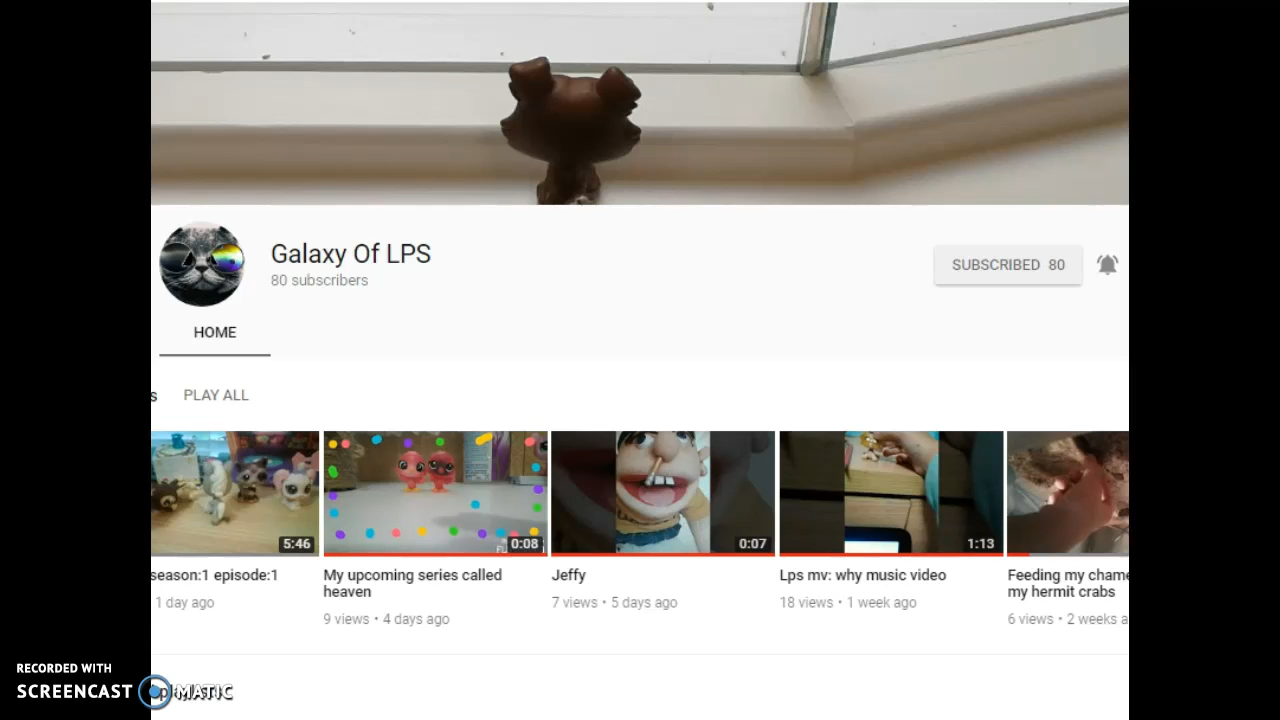 Galaxy Of LPS
80 subscribers
SUBSCRIBED 80
HOME
s PLAY ALL
5:46
0:08
0:07
1:13
season:1 episode:1
1 day ago
My upcoming series called
heaven
9 views • 4 days ago
Jeffy
7 views • 5 days ago
Lps mv: why music video
18 views • 1 week ago
Feeding my chame
my hermit crabs
6 views • 2 weeks a
RECORDED WITH
SCREENCAST MATIC